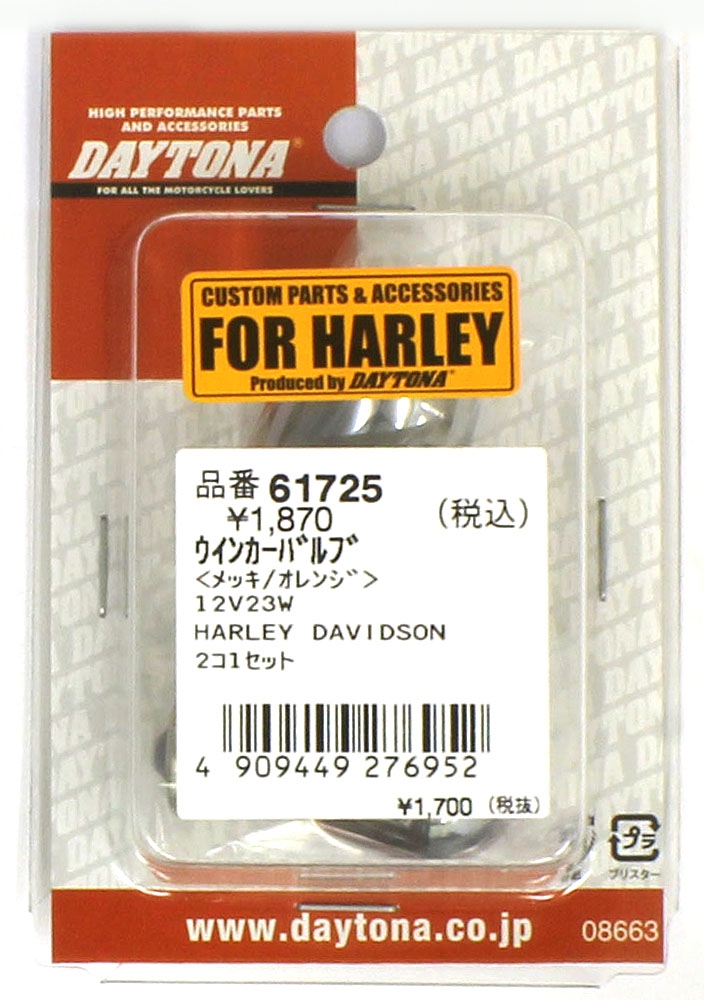 HIGH PERFORMANCE PARTS
AND ACCESSORIES
DAYTONA®
FOR ALL THE MOTORCYCLE LOVERS
CUSTOM PARTS & ACCESSORIES
FOR HARLEY
Produced by DAYTONA®
品番 61725
¥1,870 (税込)
ウインカーバルブ
<メッキ/オレンジ>
12V23W
HARLEY DAVIDSON
2コ1セット
4 909449 276952
¥1,700 (税抜)
プラ
ブリスター
www.daytona.co.jp 08663